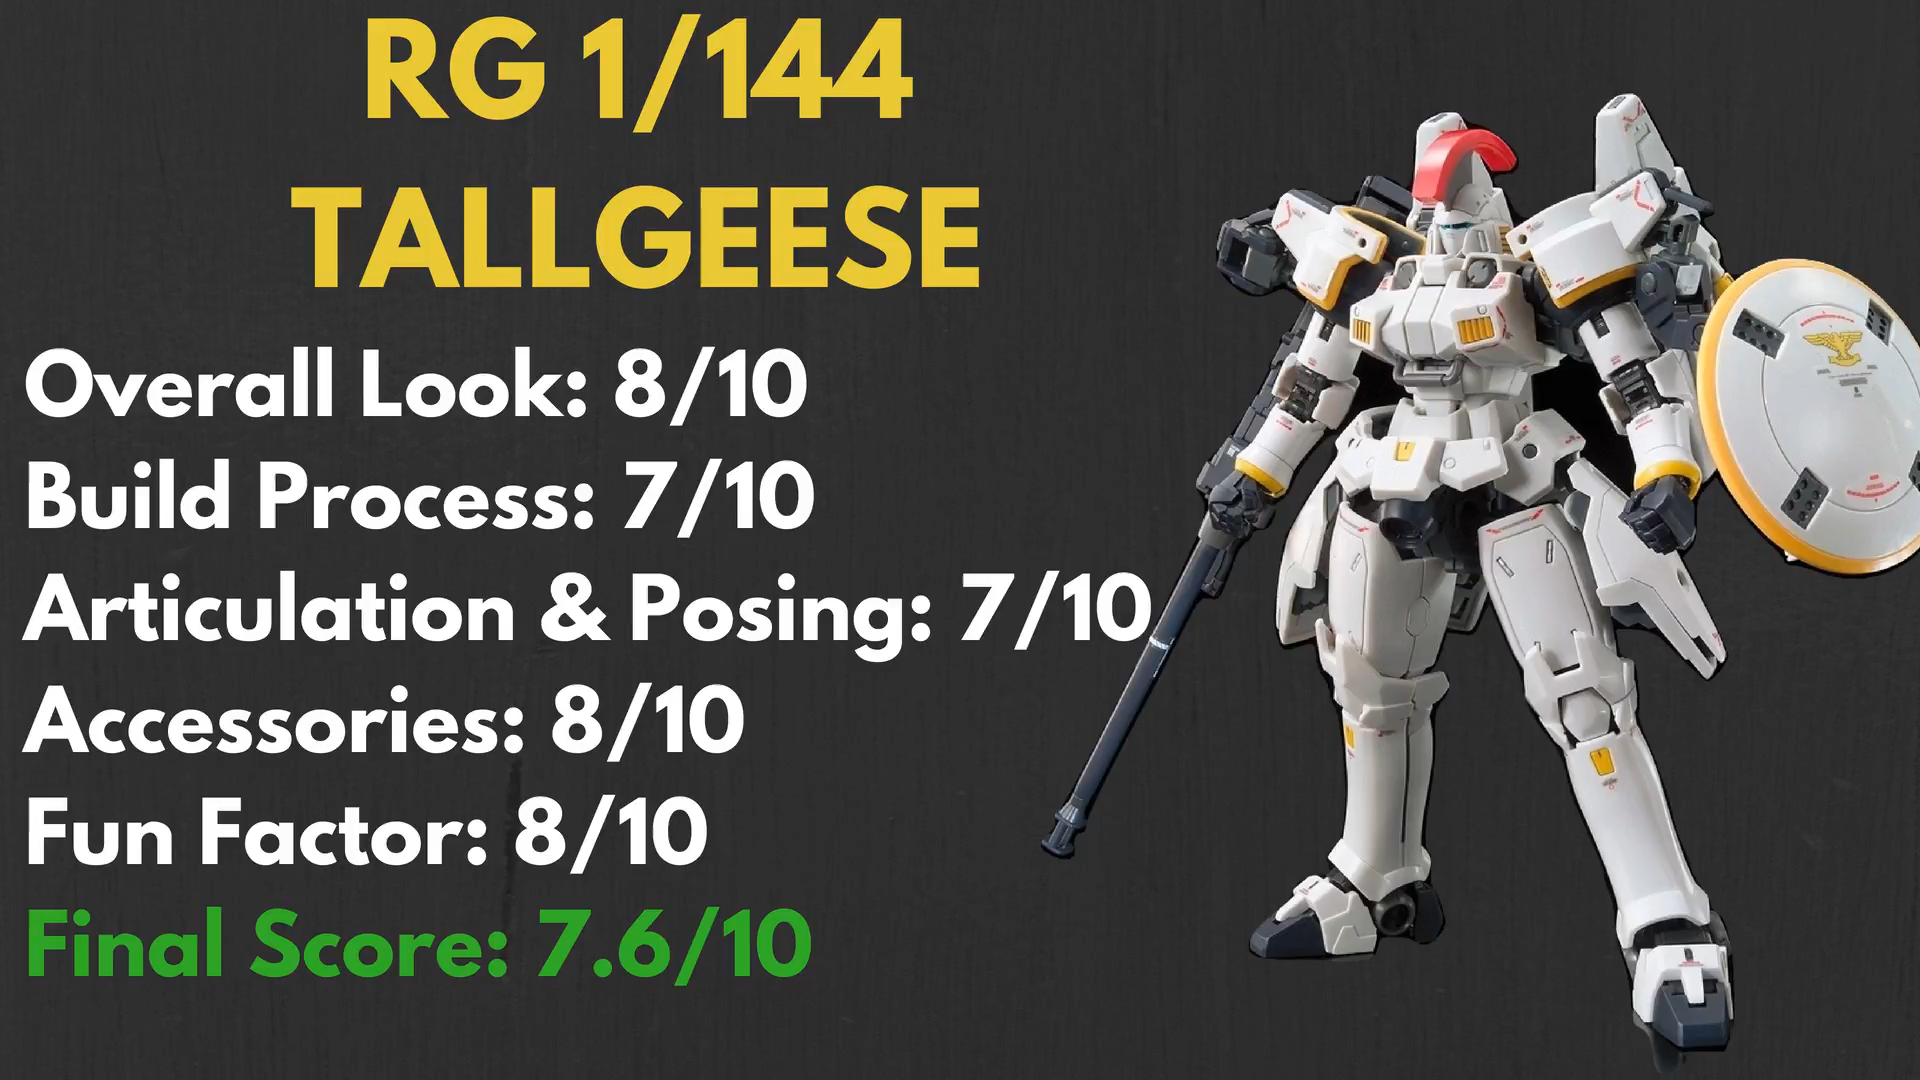 RG 1/144
TALLGEESE
Overall Look: 8/10
Build Process: 7/10
Articulation & Posing: 7/10
Accessories: 8/10
Fun Factor: 8/10
Final Score: 7.6/10